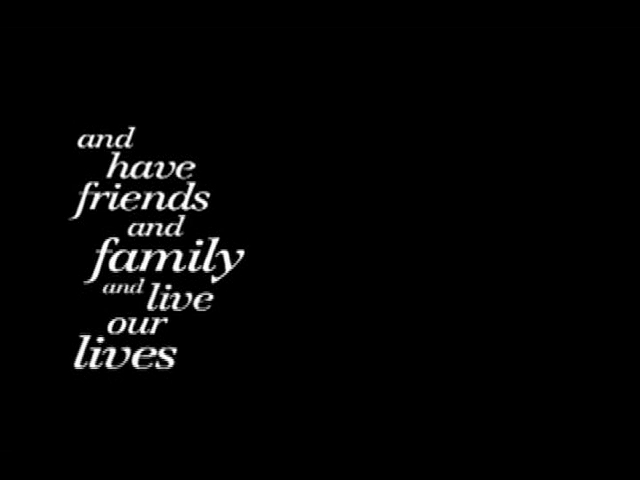 and
have
friends
and
family
and live
our
lives